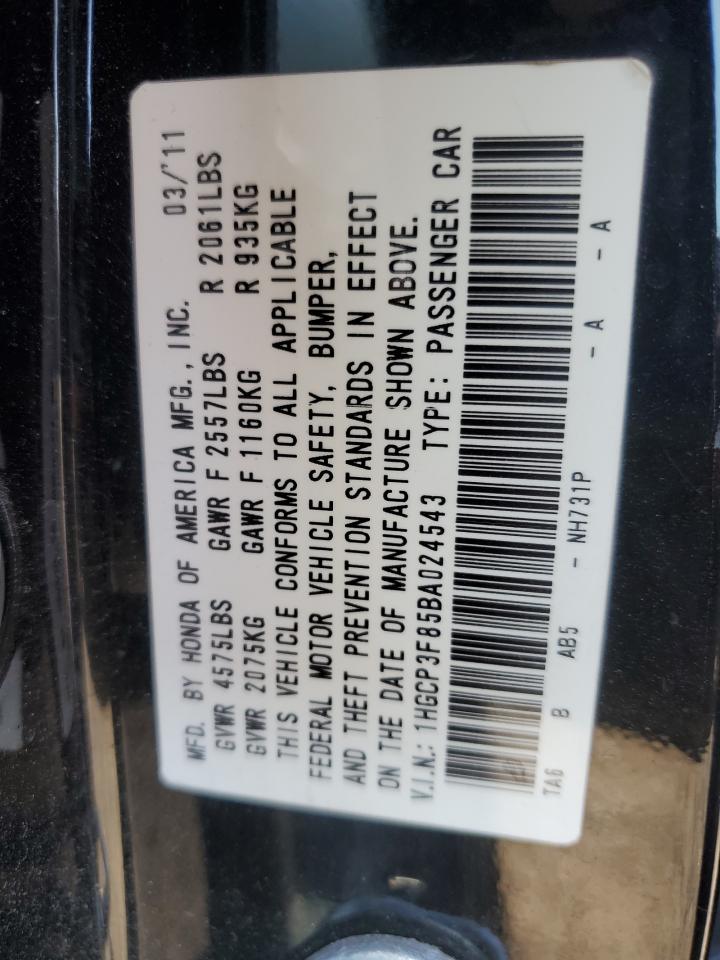 MFD. BY HONDA OF AMERICA MFG., INC. 03/'11
GVWR 4575LBS GAWR F 2557LBS R 2061LBS
GVWR 2075KG GAWR F 1160KG R 935KG
THIS VEHICLE CONFORMS TO ALL APPLICABLE
FEDERAL MOTOR VEHICLE SAFETY, BUMPER,
AND THEFT PREVENTION STANDARDS IN EFFECT
ON THE DATE OF MANUFACTURE SHOWN ABOVE.
V.I.N.: 1HGCP3F85BA024543 TYPE: PASSENGER CAR
TA6 B AB5 - NH731P - A - A